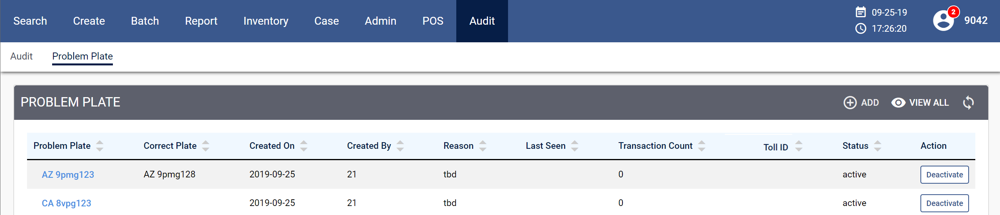 Search Create Batch Report Inventory Case Admin POS Audit 09-25-19 2 9042
17:26:20
Audit Problem Plate
PROBLEM PLATE ADD VIEW ALL
Problem Plate Correct Plate Created On Created By Reason Last Seen Transaction Count Toll ID Status Action
AZ 9pmg123 AZ 9pmg128 2019-09-25 21 tbd 0 active Deactivate
CA 8vpg123 2019-09-25 21 tbd 0 active Deactivate